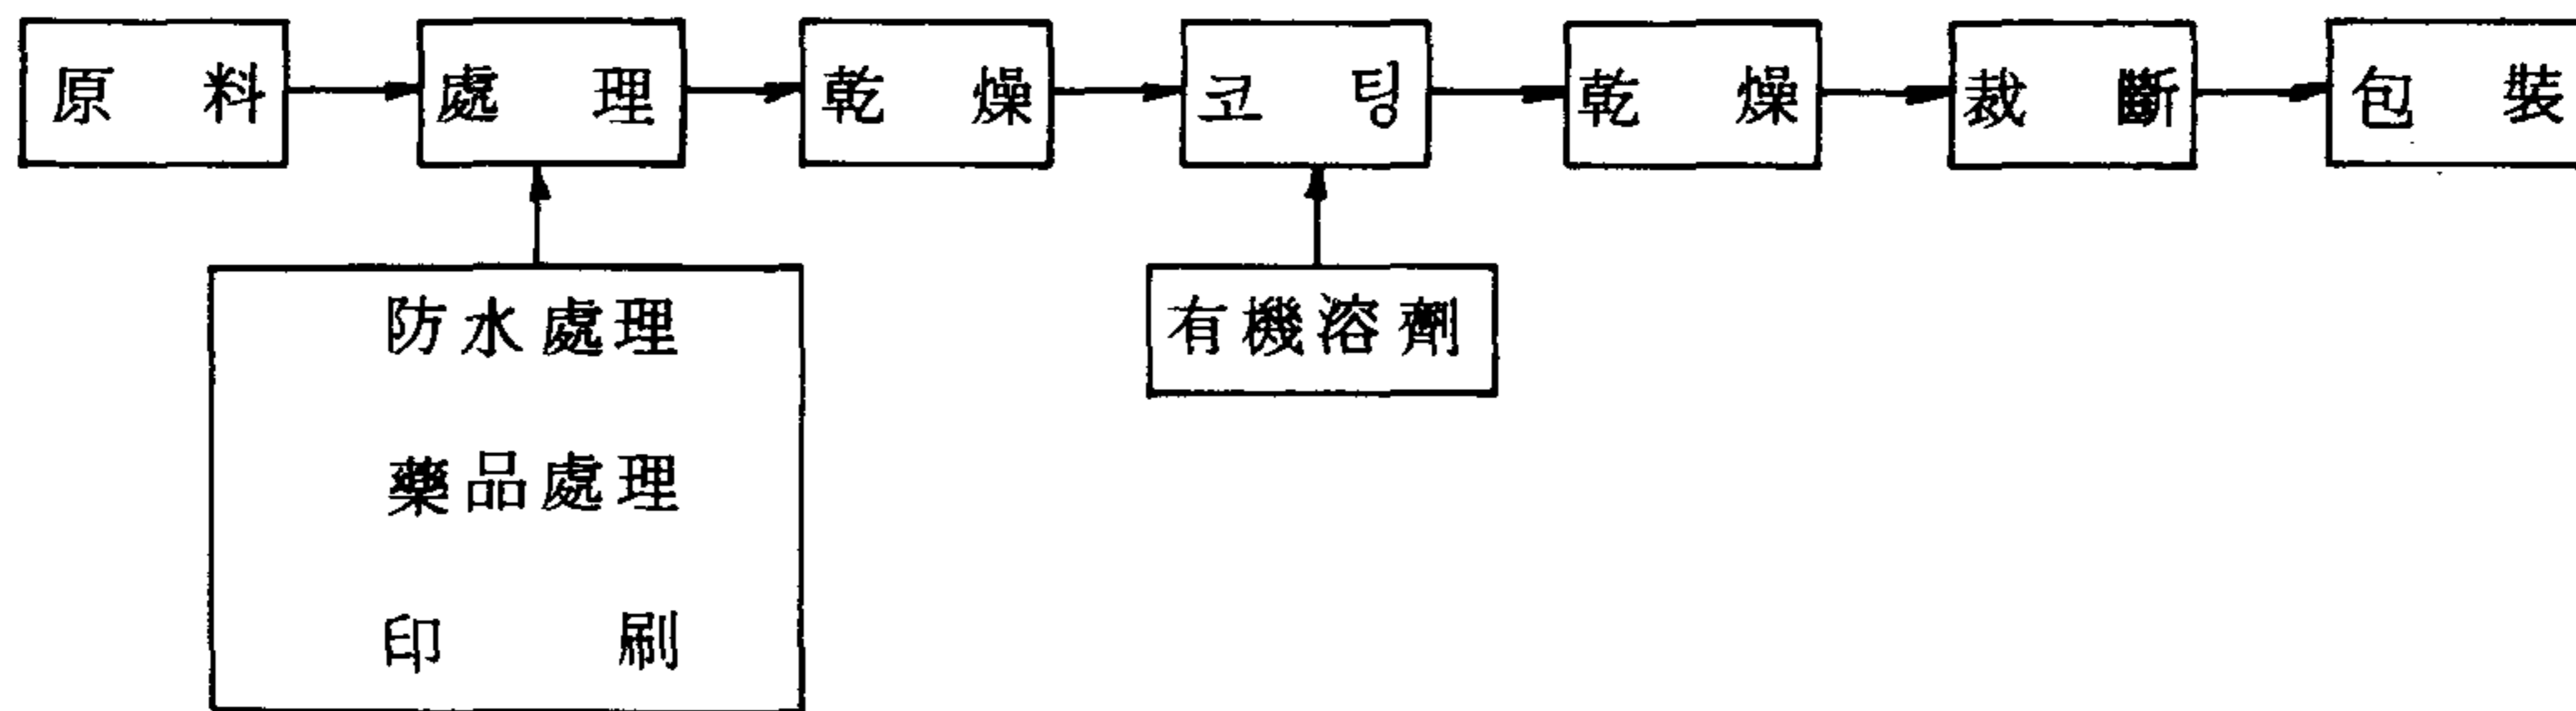 原料 處理 乾燥 코팅 乾燥 裁斷 包裝
防水處理 有機溶劑
藥品處理
印刷